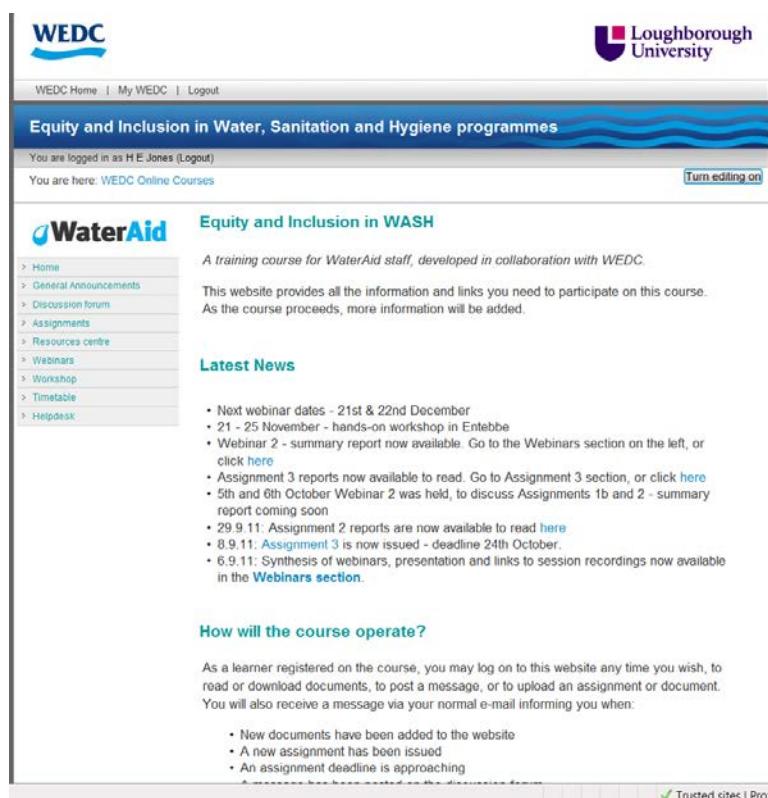 WEDC
Loughborough
University
WEDC Home | My WEDC | Logout
Equity and Inclusion in Water, Sanitation and Hygiene programmes
You are logged in as H E Jones (Logout)
You are here: WEDC Online Courses
Turn editing on
WaterAid
> Home
> General Announcements
> Discussion forum
> Assignments
> Resources centre
> Webinars
> Workshop
> Timetable
> Helpdesk
Equity and Inclusion in WASH
A training course for WaterAid staff, developed in collaboration with WEDC.
This website provides all the information and links you need to participate on this course.
As the course proceeds, more information will be added.
Latest News
• Next webinar dates - 21st & 22nd December
• 21 - 25 November - hands-on workshop in Entebbe
• Webinar 2 - summary report now available. Go to the Webinars section on the left, or
click here
• Assignment 3 reports now available to read. Go to Assignment 3 section, or click here
• 5th and 6th October Webinar 2 was held, to discuss Assignments 1b and 2 - summary
report coming soon
• 29.9.11: Assignment 2 reports are now available to read here
• 8.9.11: Assignment 3 is now issued - deadline 24th October.
• 6.9.11: Synthesis of webinars, presentation and links to session recordings now available
in the Webinars section.
How will the course operate?
As a learner registered on the course, you may log on to this website any time you wish, to
read or download documents, to post a message, or to upload an assignment or document.
You will also receive a message via your normal e-mail informing you when:
• New documents have been added to the website
• A new assignment has been issued
• An assignment deadline is approaching
Trusted sites | Pro